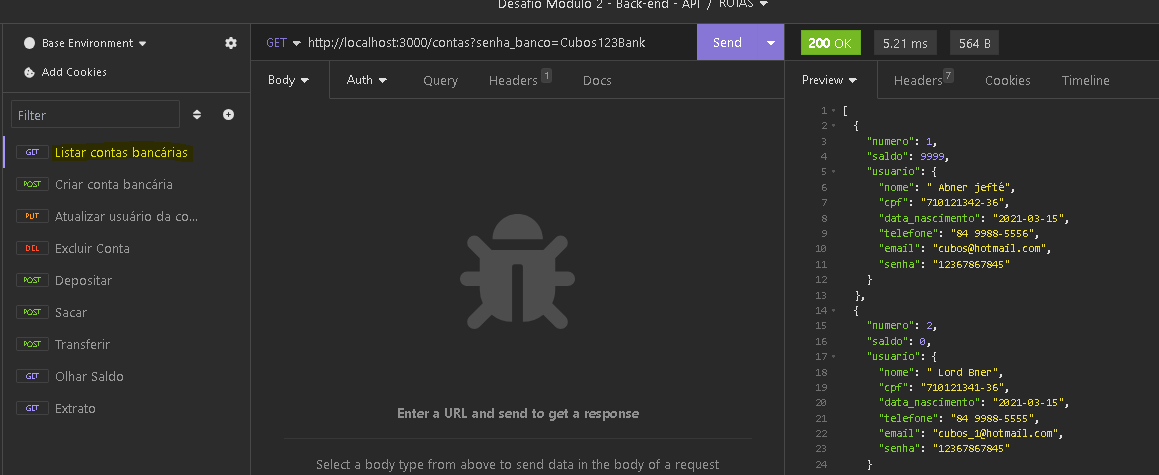 Desafio Módulo 2 - Back-end - API / ROTAS
Base Environment
Add Cookies
Filter
GET Listar contas bancárias
POST Criar conta bancária
PUT Atualizar usuário da co...
DEL Excluir Conta
POST Depositar
POST Sacar
POST Transferir
GET Olhar Saldo
GET Extrato
GET http://localhost:3000/contas?senha_banco=Cubos123Bank Send
Body Auth Query Headers 1 Docs
Enter a URL and send to get a response
Select a body type from above to send data in the body of a request
200 OK 5.21 ms 564 B
Preview Headers 7 Cookies Timeline
1 [
2 {
3 "numero": 1,
4 "saldo": 9999,
5 "usuario": {
6 "nome": " Abner jefté",
7 "cpf": "710121342-36",
8 "data_nascimento": "2021-03-15",
9 "telefone": "84 9988-5556",
10 "email": "cubos@hotmail.com",
11 "senha": "12367867845"
12 }
13 },
14 {
15 "numero": 2,
16 "saldo": 0,
17 "usuario": {
18 "nome": " Lord Bner",
19 "cpf": "710121341-36",
20 "data_nascimento": "2021-03-15",
21 "telefone": "84 9988-5555",
22 "email": "cubos_1@hotmail.com",
23 "senha": "12367867845"
24 }